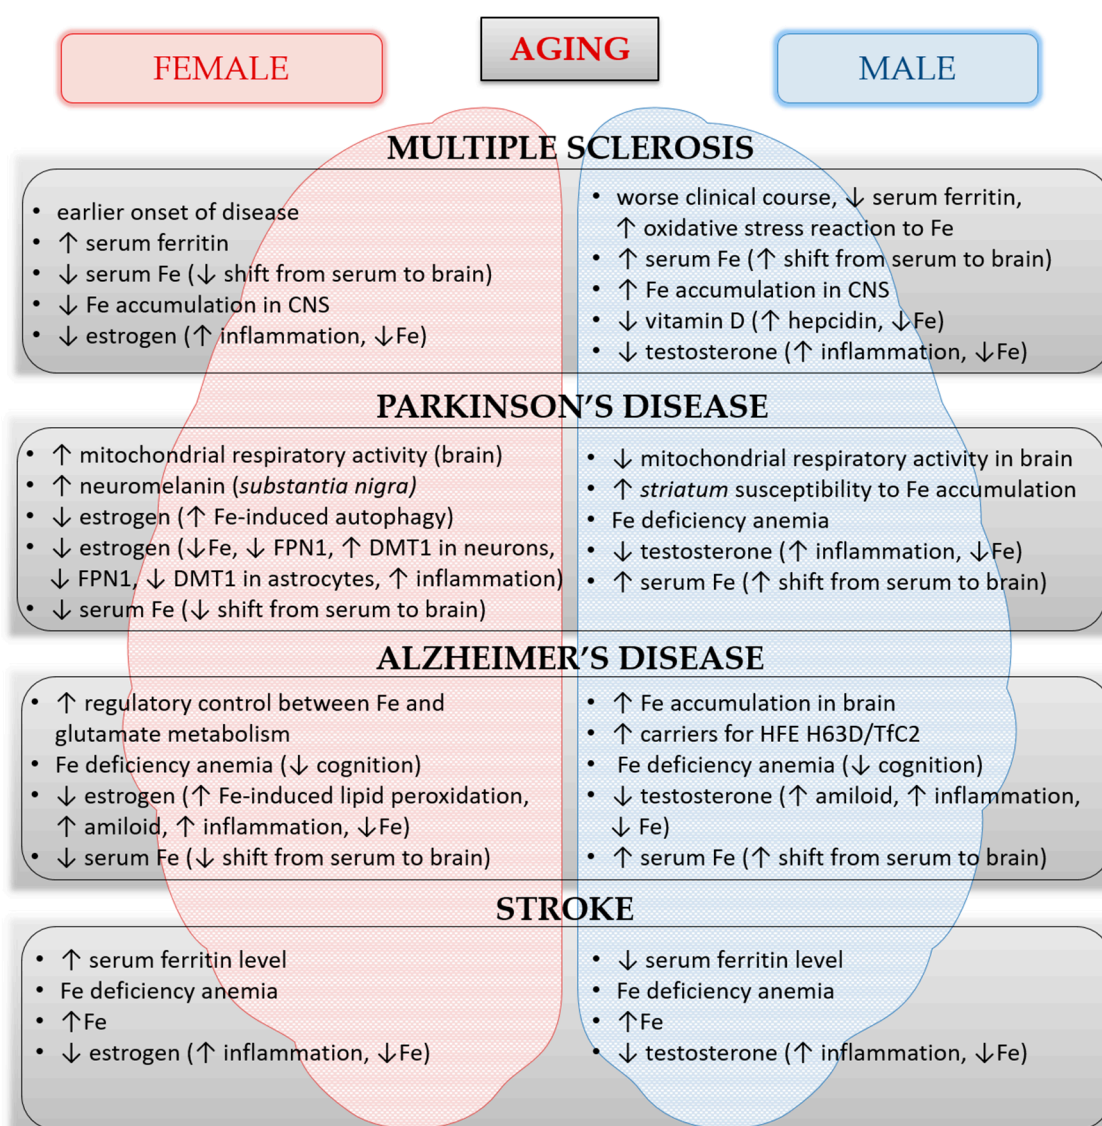 AGING
FEMALE
MALE
MULTIPLE SCLEROSIS
• earlier onset of disease
• ↑ serum ferritin
• ↓ serum Fe (↓ shift from serum to brain)
• ↓ Fe accumulation in CNS
• ↓ estrogen (↑ inflammation, ↓Fe)
• worse clinical course, ↓ serum ferritin,
↑ oxidative stress reaction to Fe
• ↑ serum Fe (↑ shift from serum to brain)
• ↑ Fe accumulation in CNS
• ↓ vitamin D (↑ hepcidin, ↓Fe)
• ↓ testosterone (↑ inflammation, ↓Fe)
PARKINSON'S DISEASE
• ↑ mitochondrial respiratory activity (brain)
• ↑ neuromelanin (substantia nigra)
• ↓ estrogen (↑ Fe-induced autophagy)
• ↓ estrogen (↓Fe, ↓ FPN1, ↑ DMT1 in neurons,
↓ FPN1, ↓ DMT1 in astrocytes, ↑ inflammation)
• ↓ serum Fe (↓ shift from serum to brain)
• ↓ mitochondrial respiratory activity in brain
• ↑ striatum susceptibility to Fe accumulation
• Fe deficiency anemia
• ↓ testosterone (↑ inflammation, ↓Fe)
• ↑ serum Fe (↑ shift from serum to brain)
ALZHEIMER'S DISEASE
• ↑ regulatory control between Fe and
glutamate metabolism
• Fe deficiency anemia (↓ cognition)
• ↓ estrogen (↑ Fe-induced lipid peroxidation,
↑ amiloid, ↑ inflammation, ↓Fe)
• ↓ serum Fe (↓ shift from serum to brain)
• ↑ Fe accumulation in brain
• ↑ carriers for HFE H63D/TfC2
• Fe deficiency anemia (↓ cognition)
• ↓ testosterone (↑ amiloid, ↑ inflammation,
↓ Fe)
• ↑ serum Fe (↑ shift from serum to brain)
STROKE
• ↑ serum ferritin level
• Fe deficiency anemia
• ↑Fe
• ↓ estrogen (↑ inflammation, ↓Fe)
• ↓ serum ferritin level
• Fe deficiency anemia
• ↑Fe
• ↓ testosterone (↑ inflammation, ↓Fe)